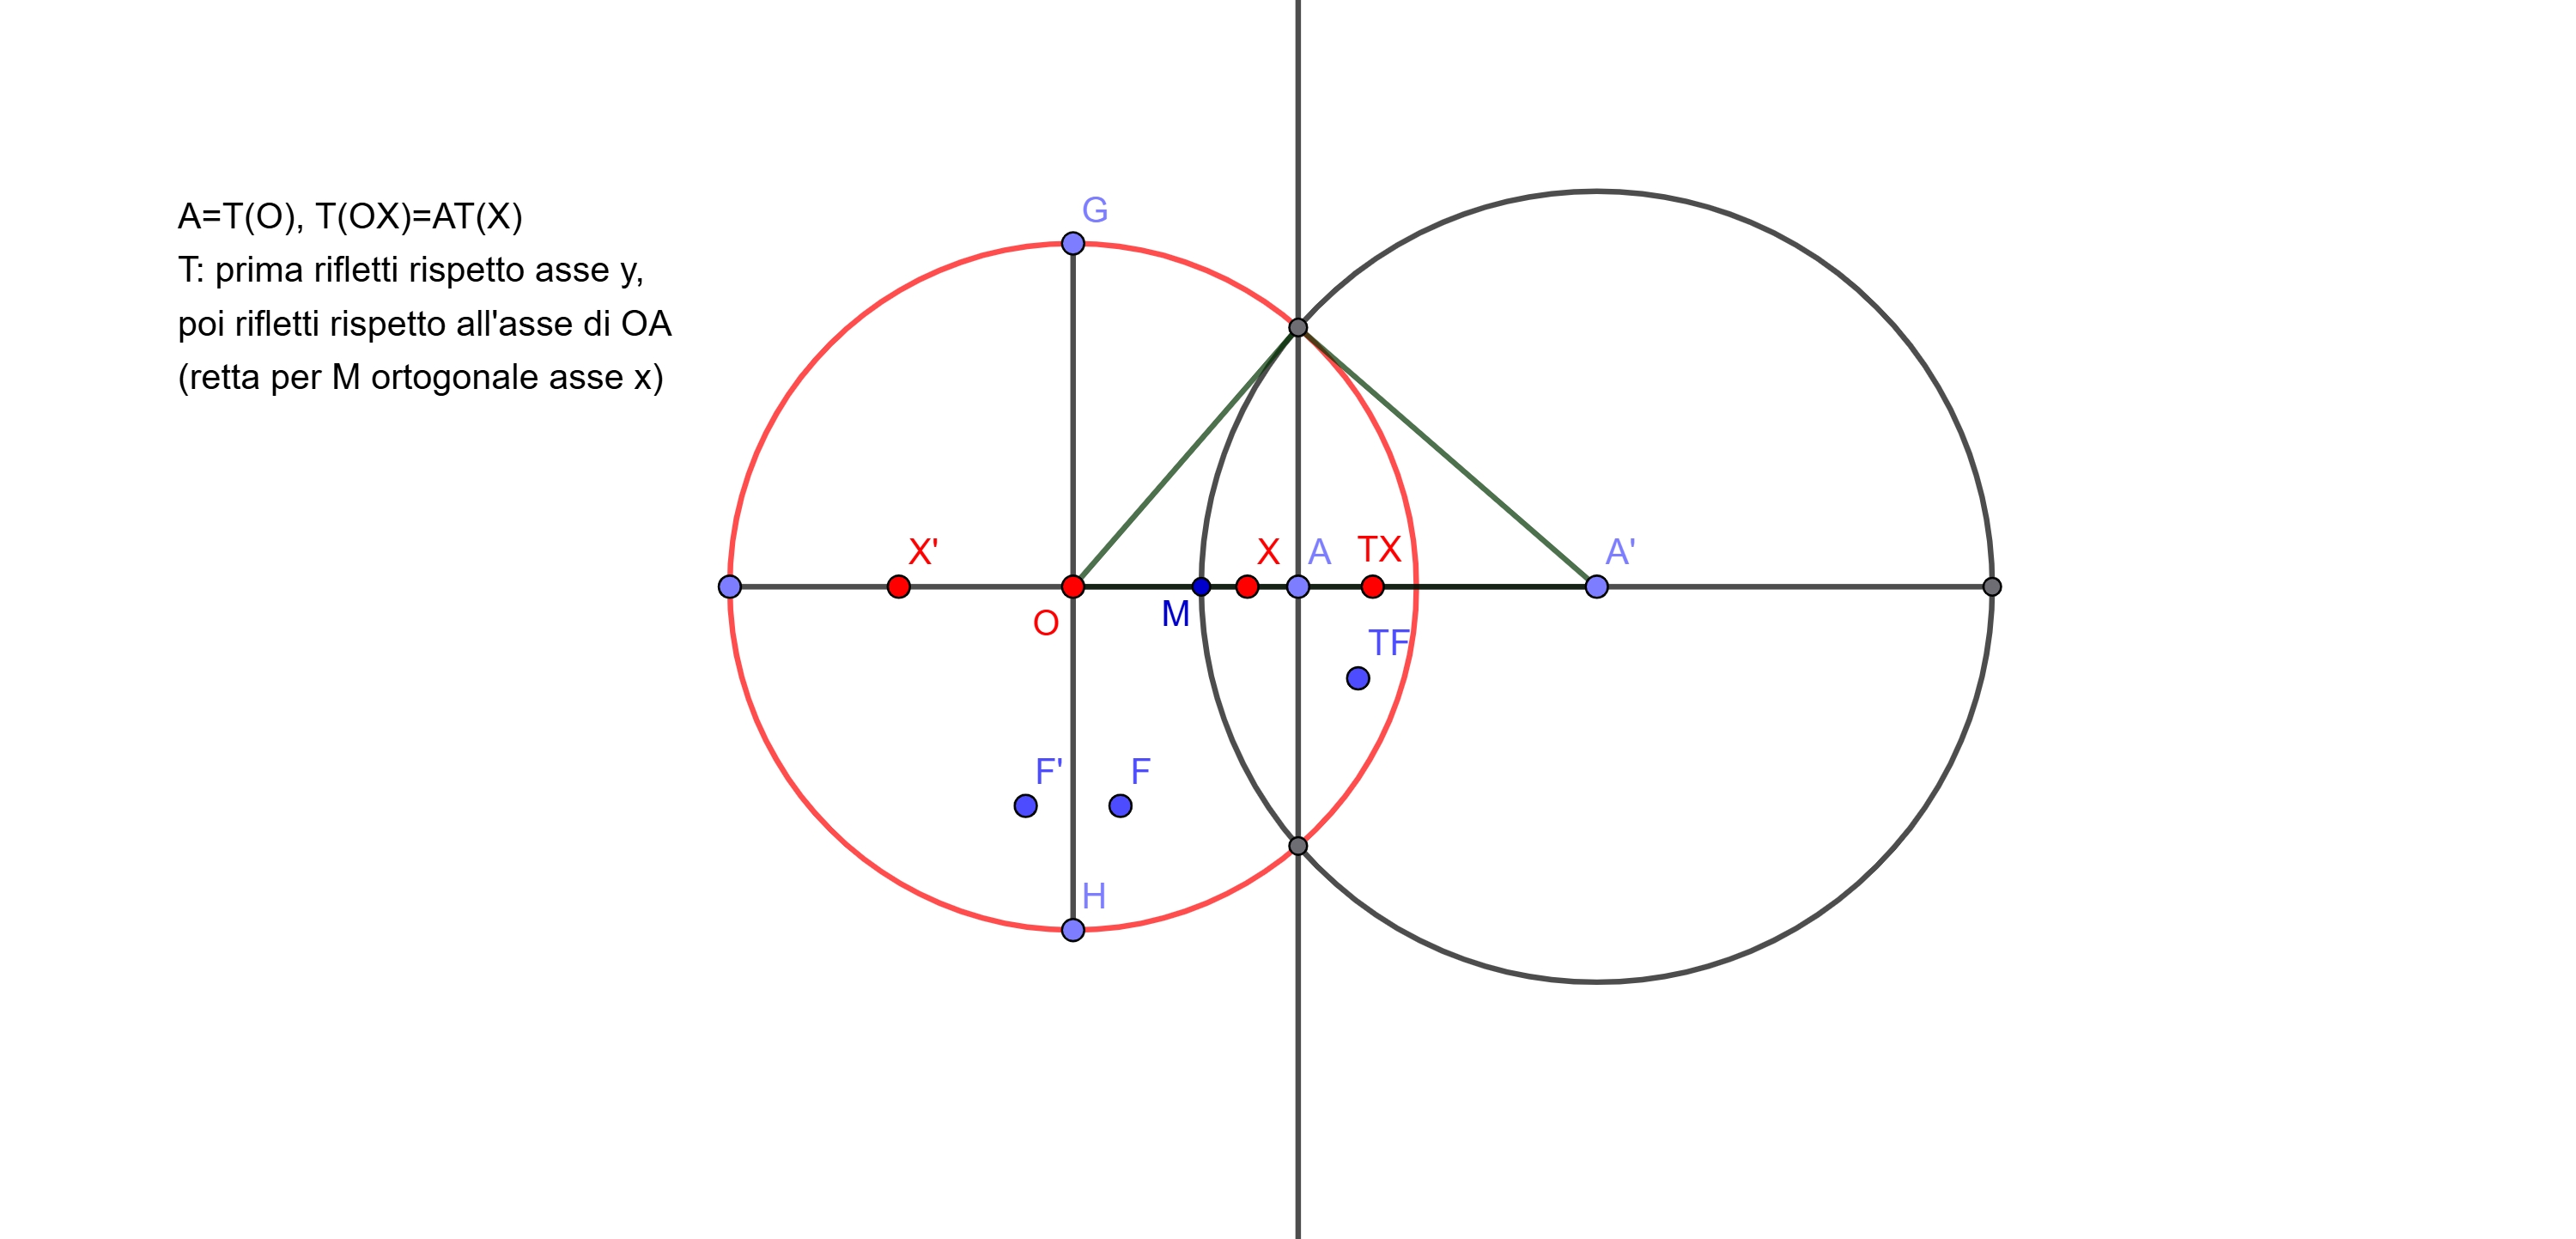 A=T(O), T(OX)=AT(X)
T: prima rifletti rispetto asse y,
poi rifletti rispetto all'asse di OA
(retta per M ortogonale asse x)
G
X'
X
A
TX
A'
O
M
TF
F'
F
H